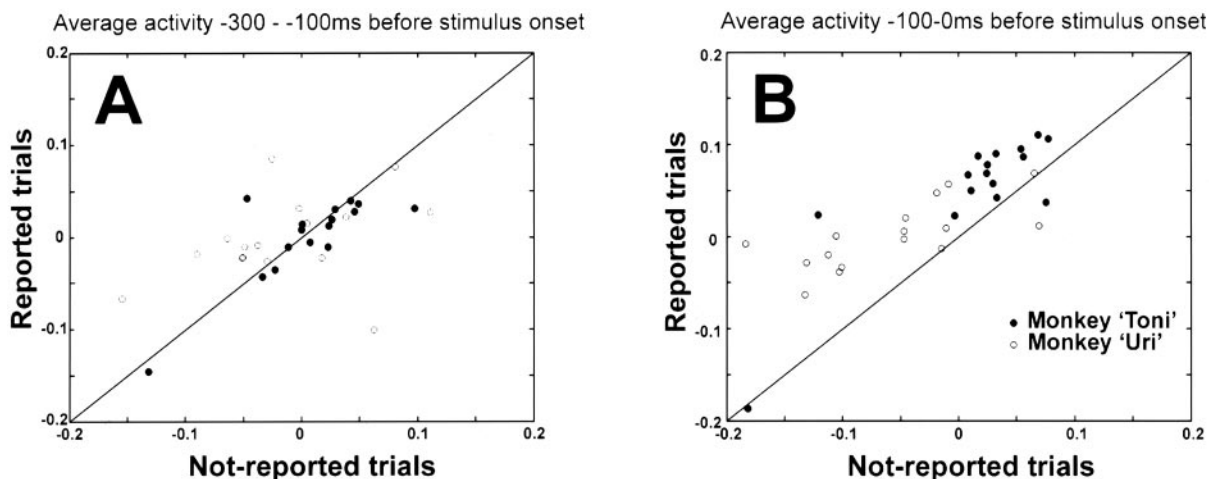 Average activity -300 - -100ms before stimulus onset
A
0.2
0.1
0
-0.1
-0.2
-0.2
-0.1
0
0.1
0.2
Reported trials
Not-reported trials
Average activity -100-0ms before stimulus onset
B
0.2
0.1
0
-0.1
-0.2
-0.2
-0.1
0
0.1
0.2
Reported trials
Monkey ‘Toni’
Monkey ‘Uri’
Not-reported trials